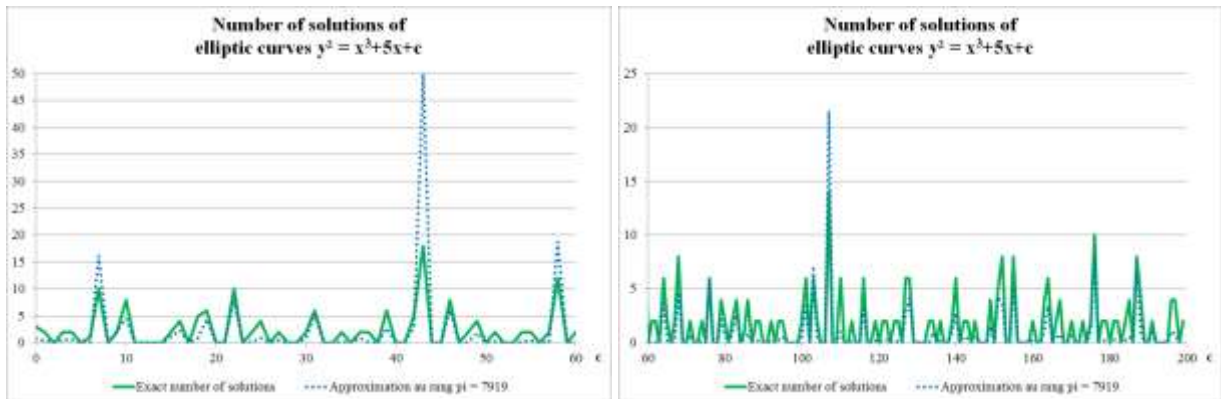 Number of solutions of
elliptic curves y² = x³+5x+c
50
45
40
35
30
25
20
15
10
5
0
0 10 20 30 40 50 60 c
Exact number of solutions Approximation au rang pi = 7919
Number of solutions of
elliptic curves y² = x³+5x+c
25
20
15
10
5
0
60 80 100 120 140 160 180 200 c
Exact number of solutions Approximation au rang pi = 7919